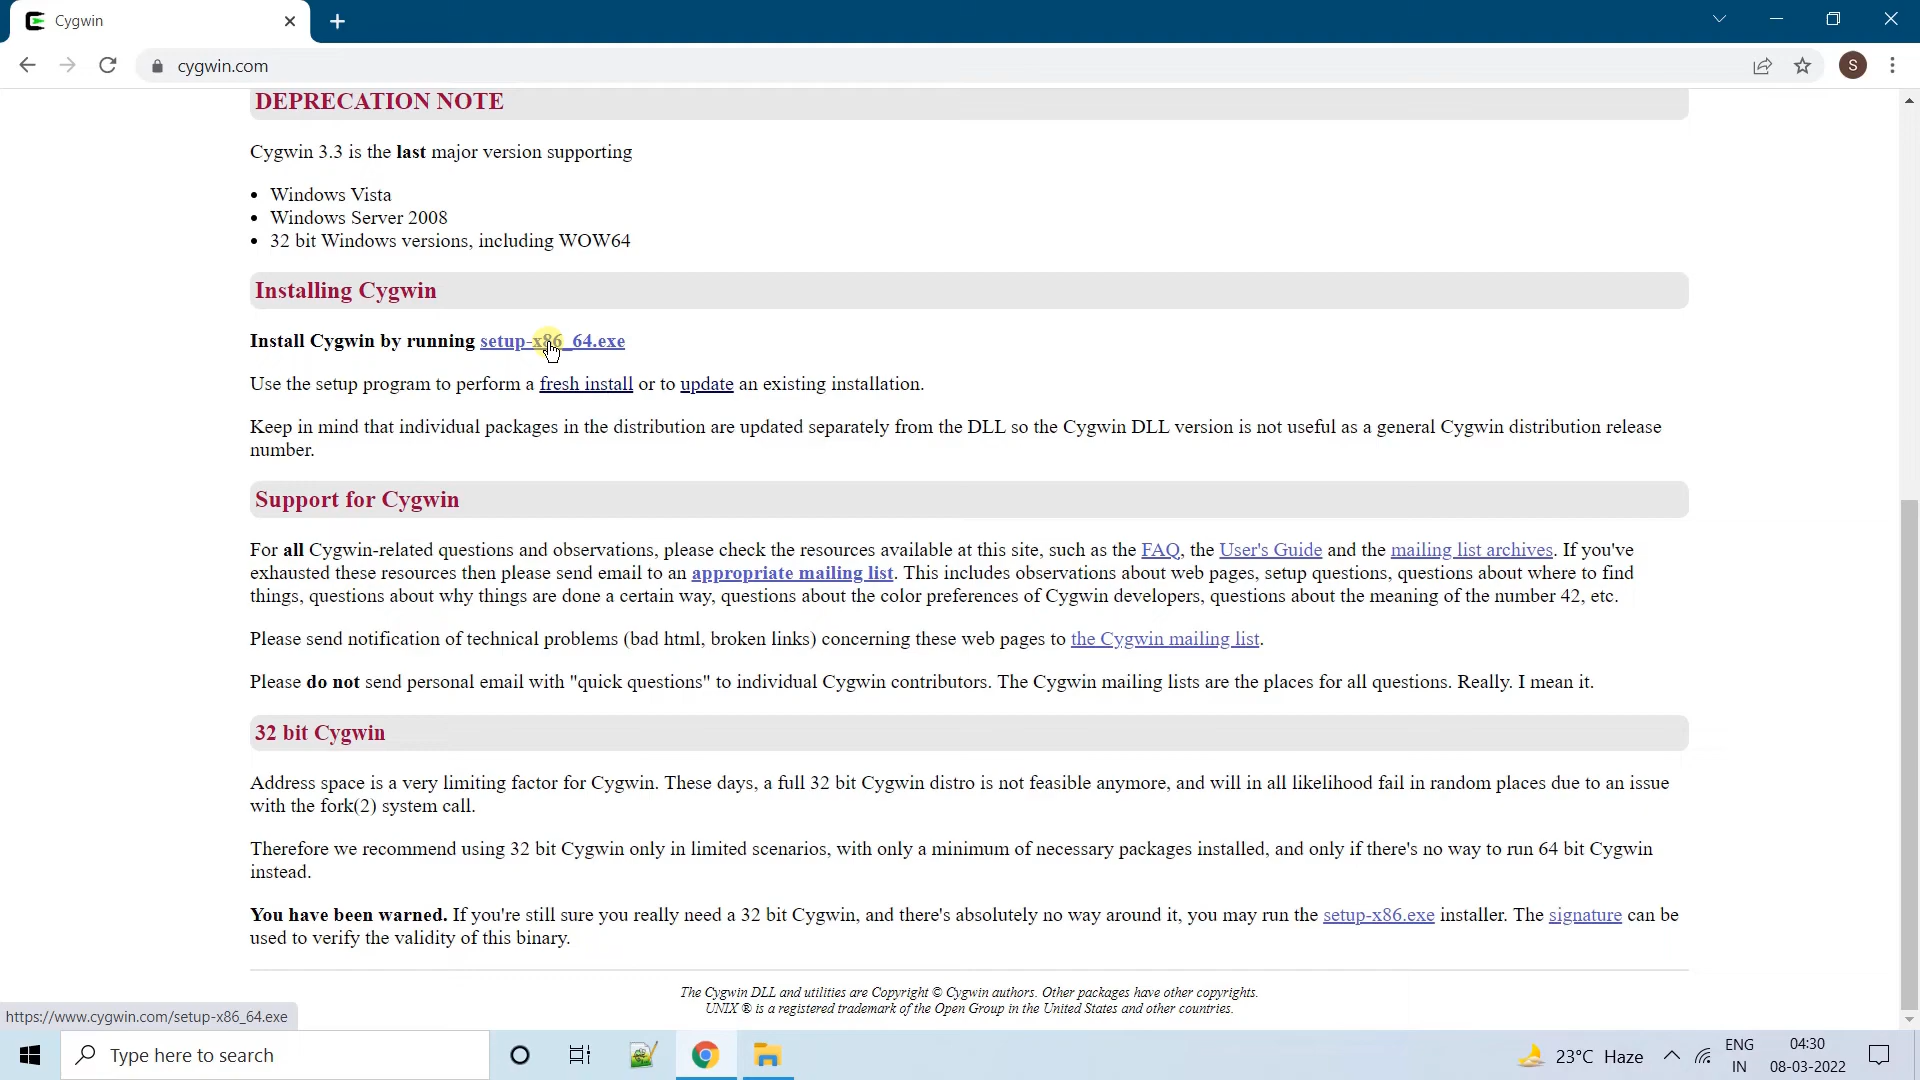 Cygwin
cygwin.com
S
DEPRECATION NOTE
Cygwin 3.3 is the last major version supporting
• Windows Vista
• Windows Server 2008
• 32 bit Windows versions, including WOW64
Installing Cygwin
Install Cygwin by running setup-x86_64.exe
Use the setup program to perform a fresh install or to update an existing installation.
Keep in mind that individual packages in the distribution are updated separately from the DLL so the Cygwin DLL version is not useful as a general Cygwin distribution release
number.
Support for Cygwin
For all Cygwin-related questions and observations, please check the resources available at this site, such as the FAQ, the User's Guide and the mailing list archives. If you've
exhausted these resources then please send email to an appropriate mailing list. This includes observations about web pages, setup questions, questions about where to find
things, questions about why things are done a certain way, questions about the color preferences of Cygwin developers, questions about the meaning of the number 42, etc.
Please send notification of technical problems (bad html, broken links) concerning these web pages to the Cygwin mailing list.
Please do not send personal email with "quick questions" to individual Cygwin contributors. The Cygwin mailing lists are the places for all questions. Really. I mean it.
32 bit Cygwin
Address space is a very limiting factor for Cygwin. These days, a full 32 bit Cygwin distro is not feasible anymore, and will in all likelihood fail in random places due to an issue
with the fork(2) system call.
Therefore we recommend using 32 bit Cygwin only in limited scenarios, with only a minimum of necessary packages installed, and only if there's no way to run 64 bit Cygwin
instead.
You have been warned. If you're still sure you really need a 32 bit Cygwin, and there's absolutely no way around it, you may run the setup-x86.exe installer. The signature can be
used to verify the validity of this binary.
The Cygwin DLL and utilities are Copyright © Cygwin authors. Other packages have other copyrights.
UNIX ® is a registered trademark of the Open Group in the United States and other countries.
https://www.cygwin.com/setup-x86_64.exe
Type here to search
23°C Haze
ENG
IN
04:30
08-03-2022